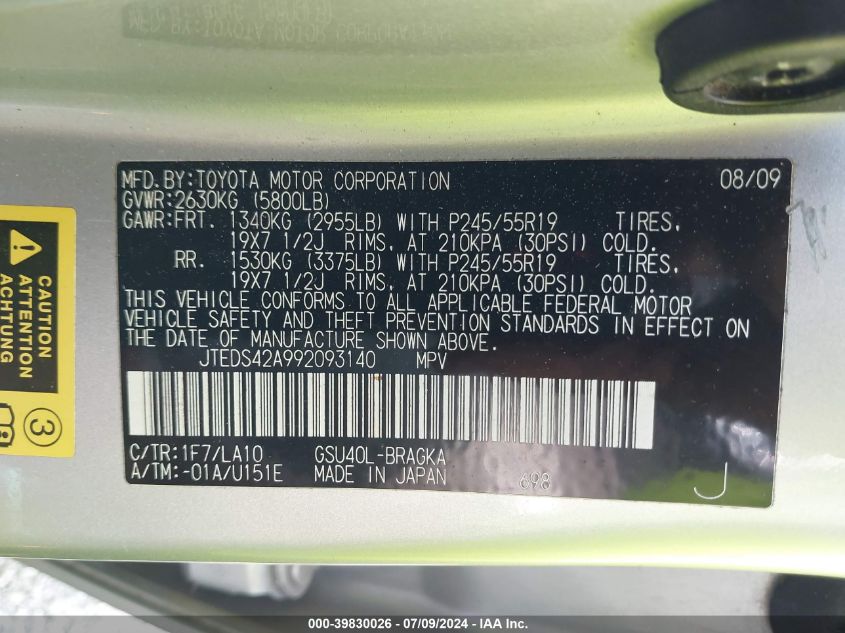 MFD.BY:TOYOTA MOTOR CORPORATION 08/09
GVWR:2630KG (5800LB)
GAWR:FRT. 1340KG (2955LB) WITH P245/55R19 TIRES.
19X7 1/2J RIMS. AT 210KPA (30PSI) COLD.
RR. 1530KG (3375LB) WITH P245/55R19 TIRES,
19X7 1/2J RIMS. AT 210KPA (30PSI) COLD.
THIS VEHICLE CONFORMS TO ALL APPLICABLE FEDERAL MOTOR
VEHICLE SAFETY AND THEFT PREVENTION STANDARDS IN EFFECT ON
THE DATE OF MANUFACTURE SHOWN ABOVE.
JTEDS42A992093140 MPV
C/TR:1F7/LA10 GSU40L-BRAGKA
A/TM:-01A/U151E MADE IN JAPAN 698
J
CAUTION
ATTENTION
ACHTUNG
3
000-39830026 - 07/09/2024 - IAA Inc.